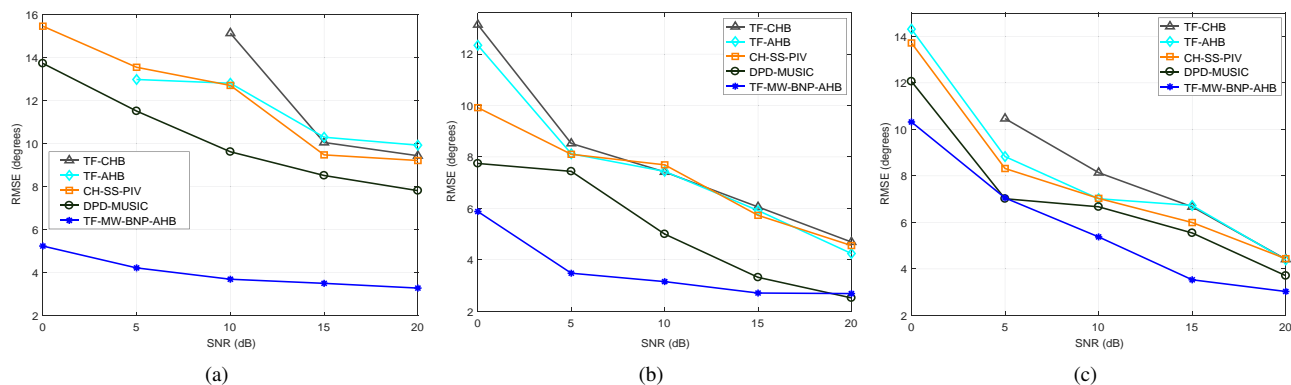 16
14
12
10
8
6
4
2
RMSE (degrees)
TF-CHB
TF-AHB
CH-SS-PIV
DPD-MUSIC
TF-MW-BNP-AHB
0 5 10 15 20
SNR (dB)
(a)
12
10
8
6
4
2
RMSE (degrees)
TF-CHB
TF-AHB
CH-SS-PIV
DPD-MUSIC
TF-MW-BNP-AHB
0 5 10 15 20
SNR (dB)
(b)
14
12
10
8
6
4
2
RMSE (degrees)
TF-CHB
TF-AHB
CH-SS-PIV
DPD-MUSIC
TF-MW-BNP-AHB
0 5 10 15 20
SNR (dB)
(c)